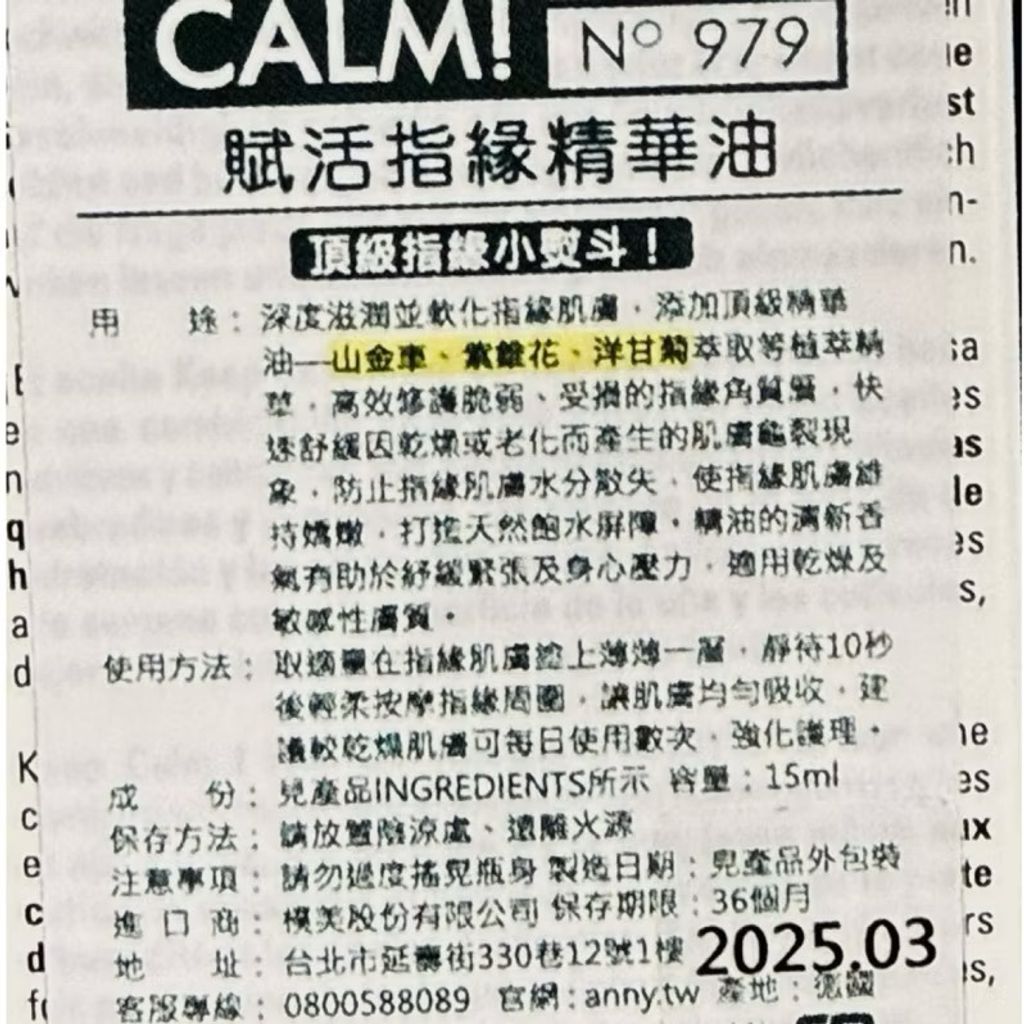 CALM! Nº 979
賦活指緣精華油
頂級指緣小熨斗！
用　　途：深度滋潤並軟化指緣肌膚，添加頂級精華
油—山金車、紫錐花、洋甘菊萃取等植萃精
華，高效修護脆弱、受損的指緣角質層，快
速舒緩因乾燥或老化而產生的肌膚龜裂現
象，防止指緣肌膚水分散失，使指緣肌膚維
持嬌嫩，打造天然飽水屏障，精油的清新香
氣有助於紓緩緊張及身心壓力，適用乾燥及
敏感性膚質。
使用方法：取適量在指緣肌膚塗上薄薄一層，靜待10秒
後輕柔按摩指緣周圍，讓肌膚均勻吸收，建
議較乾燥肌膚可每日使用數次，強化護理。
成　　份：見產品INGREDIENTS所示 容量：15ml
保存方法：請放置陰涼處、遠離火源
注意事項：請勿過度搖晃瓶身 製造日期：見產品外包裝
進 口 商：模美股份有限公司 保存期限：36個月
地　　址：台北市延壽街330巷12號1樓 2025.03
客服專線：0800588089 官網：anny.tw 產地：德國